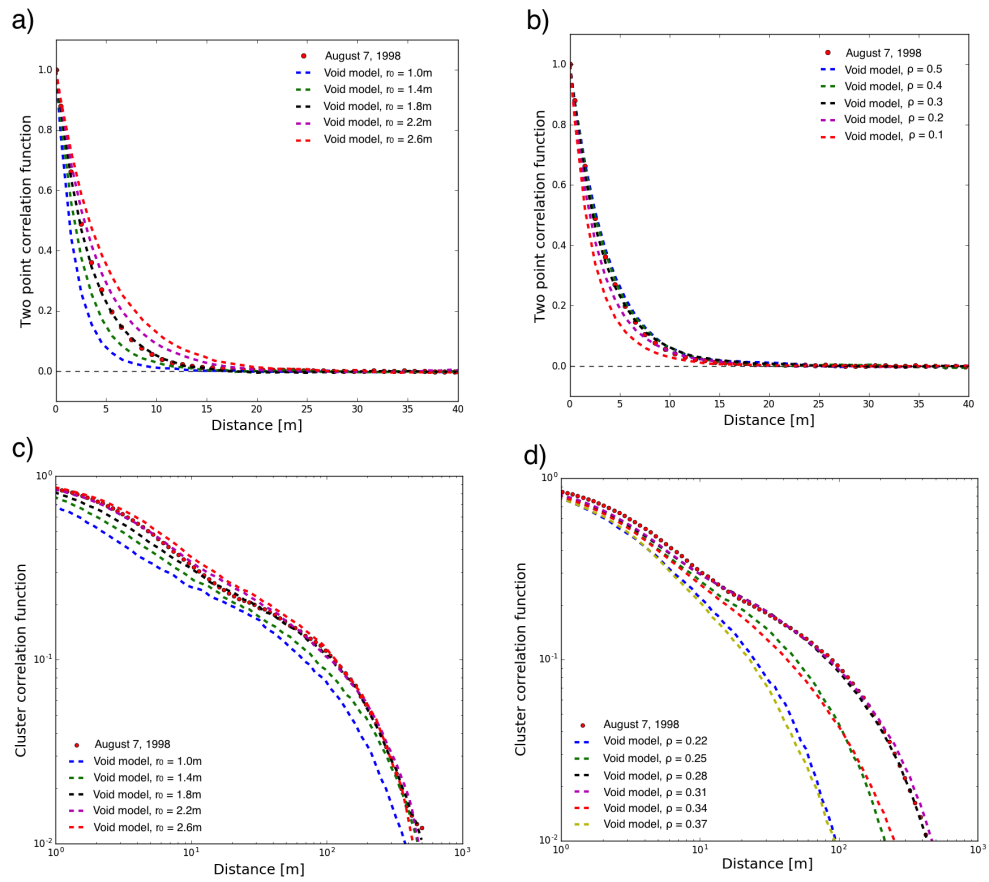 a)
Two point correlation function
1.0
0.8
0.6
0.4
0.2
0.0
August 7, 1998
Void model, r₀ = 1.0m
Void model, r₀ = 1.4m
Void model, r₀ = 1.8m
Void model, r₀ = 2.2m
Void model, r₀ = 2.6m
0 5 10 15 20 25 30 35 40
Distance [m]
b)
Two point correlation function
1.0
0.8
0.6
0.4
0.2
0.0
August 7, 1998
Void model, ρ = 0.5
Void model, ρ = 0.4
Void model, ρ = 0.3
Void model, ρ = 0.2
Void model, ρ = 0.1
0 5 10 15 20 25 30 35 40
Distance [m]
c)
Cluster correlation function
10⁰
10⁻¹
10⁻²
August 7, 1998
Void model, r₀ = 1.0m
Void model, r₀ = 1.4m
Void model, r₀ = 1.8m
Void model, r₀ = 2.2m
Void model, r₀ = 2.6m
10⁰ 10¹ 10² 10³
Distance [m]
d)
Cluster correlation function
10⁰
10⁻¹
10⁻²
August 7, 1998
Void model, ρ = 0.22
Void model, ρ = 0.25
Void model, ρ = 0.28
Void model, ρ = 0.31
Void model, ρ = 0.34
Void model, ρ = 0.37
10⁰ 10¹ 10² 10³
Distance [m]